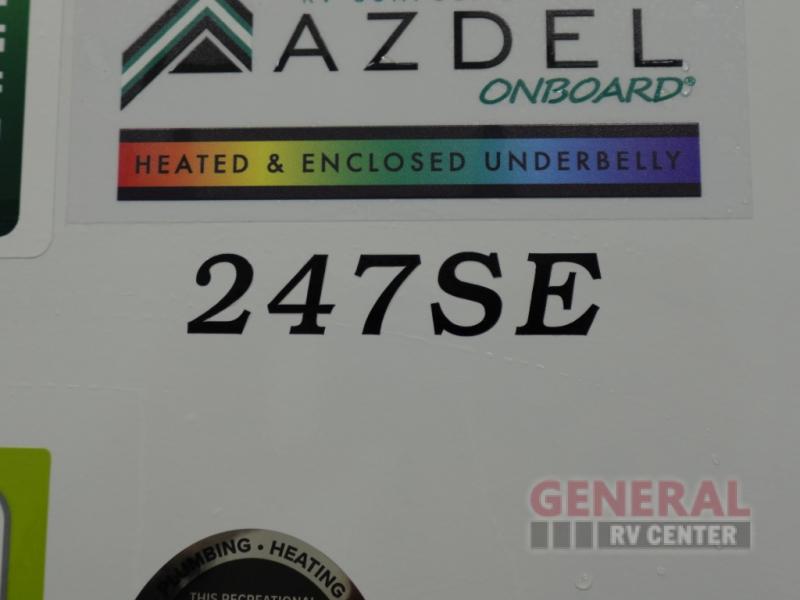 AZDEL
ONBOARD®
HEATED & ENCLOSED UNDERBELLY
247SE
GENERAL
RV CENTER
PLUMBING • HEATING
THIS RECREATIONAL